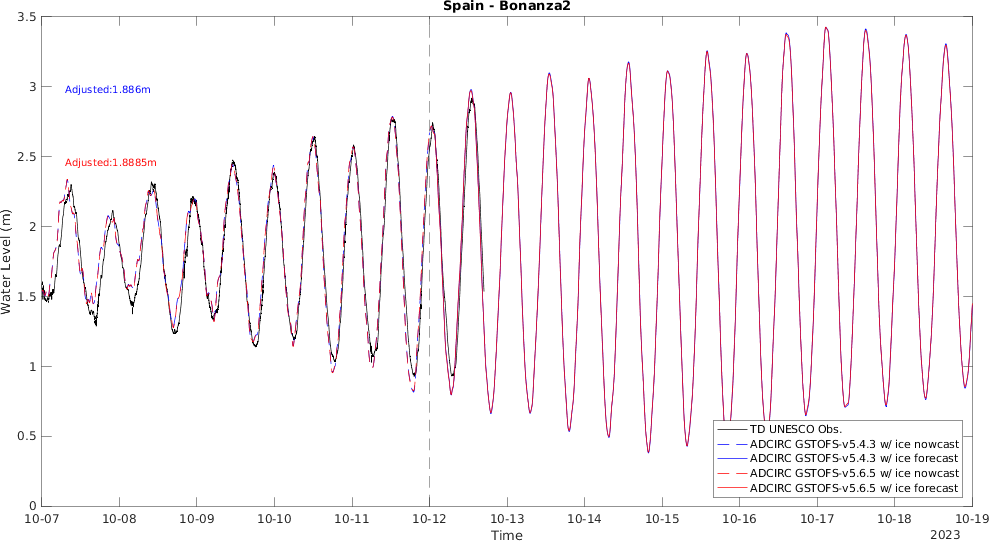 Spain - Bonanza2
3.5
3
2.5
2
1.5
1
0.5
0
Water Level (m)
Adjusted:1.886m
Adjusted:1.8885m
TD UNESCO Obs.
ADCIRC GSTOFS-v5.4.3 w/ ice nowcast
ADCIRC GSTOFS-v5.4.3 w/ ice forecast
ADCIRC GSTOFS-v5.6.5 w/ ice nowcast
ADCIRC GSTOFS-v5.6.5 w/ ice forecast
10-07 10-08 10-09 10-10 10-11 10-12 10-13 10-14 10-15 10-16 10-17 10-18 10-19
Time
2023